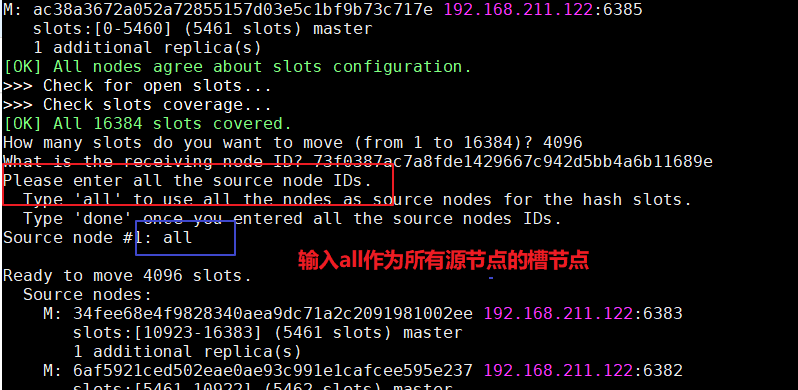 M: ac38a3672a052a72855157d03e5c1bf9b73c717e 192.168.211.122:6385
slots:[0-5460] (5461 slots) master
1 additional replica(s)
[OK] All nodes agree about slots configuration.
>>> Check for open slots...
>>> Check slots coverage...
[OK] All 16384 slots covered.
How many slots do you want to move (from 1 to 16384)? 4096
What is the receiving node ID? 73f0387ac7a8fde1429667c942d5bb4a6b11689e
Please enter all the source node IDs.
Type 'all' to use all the nodes as source nodes for the hash slots.
Type 'done' once you entered all the source nodes IDs.
Source node #1: all
输入all作为所有源节点的槽节点
Ready to move 4096 slots.
Source nodes:
M: 34fee68e4f9828340aea9dc71a2c2091981002ee 192.168.211.122:6383
slots:[10923-16383] (5461 slots) master
1 additional replica(s)
M: 6af5921ced502eae0ae93c991e1cafcee595e237 192.168.211.122:6382
slots:[5461-10922] (5462 slots) master